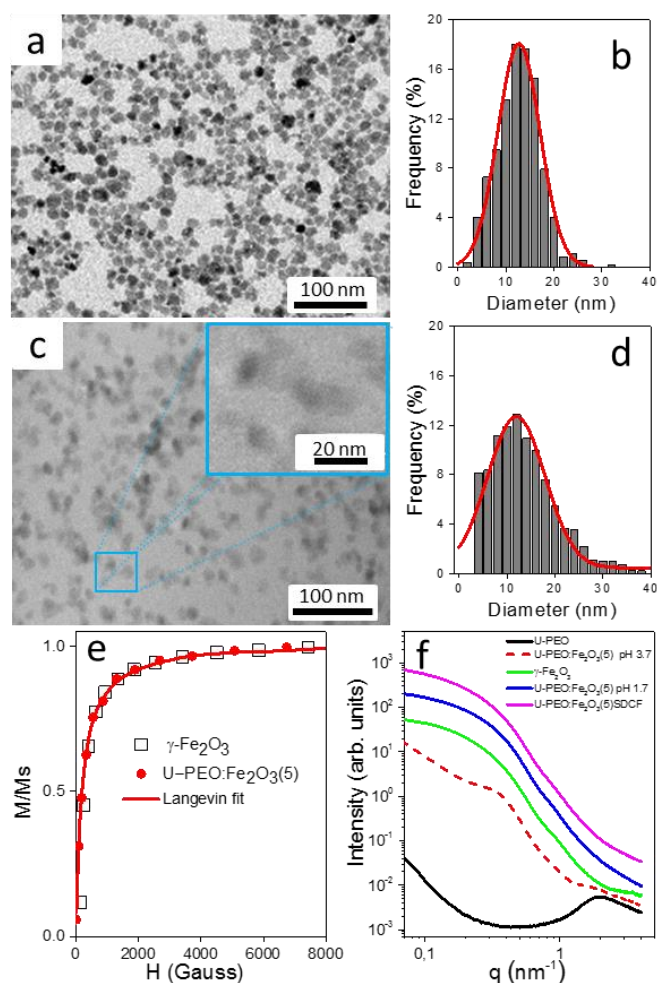 a
100 nm
b
Frequency (%)
18
12
6
0
0 10 20 30 40
Diameter (nm)
c
20 nm
100 nm
d
Frequency (%)
20
16
12
8
4
0
0 10 20 30 40
Diameter (nm)
e
M/Ms
1.0
0.5
0.0
γ-Fe₂O₃
U–PEO:Fe₂O₃(5)
Langevin fit
0 2000 4000 6000 8000
H (Gauss)
f
Intensity (arb. units)
10³
10²
10¹
10⁰
10⁻¹
10⁻²
10⁻³
U-PEO
U-PEO:Fe₂O₃(5) pH 3.7
γ-Fe₂O₃
U-PEO:Fe₂O₃(5) pH 1.7
U-PEO:Fe₂O₃(5)SDCF
0,1 1
q (nm⁻¹)